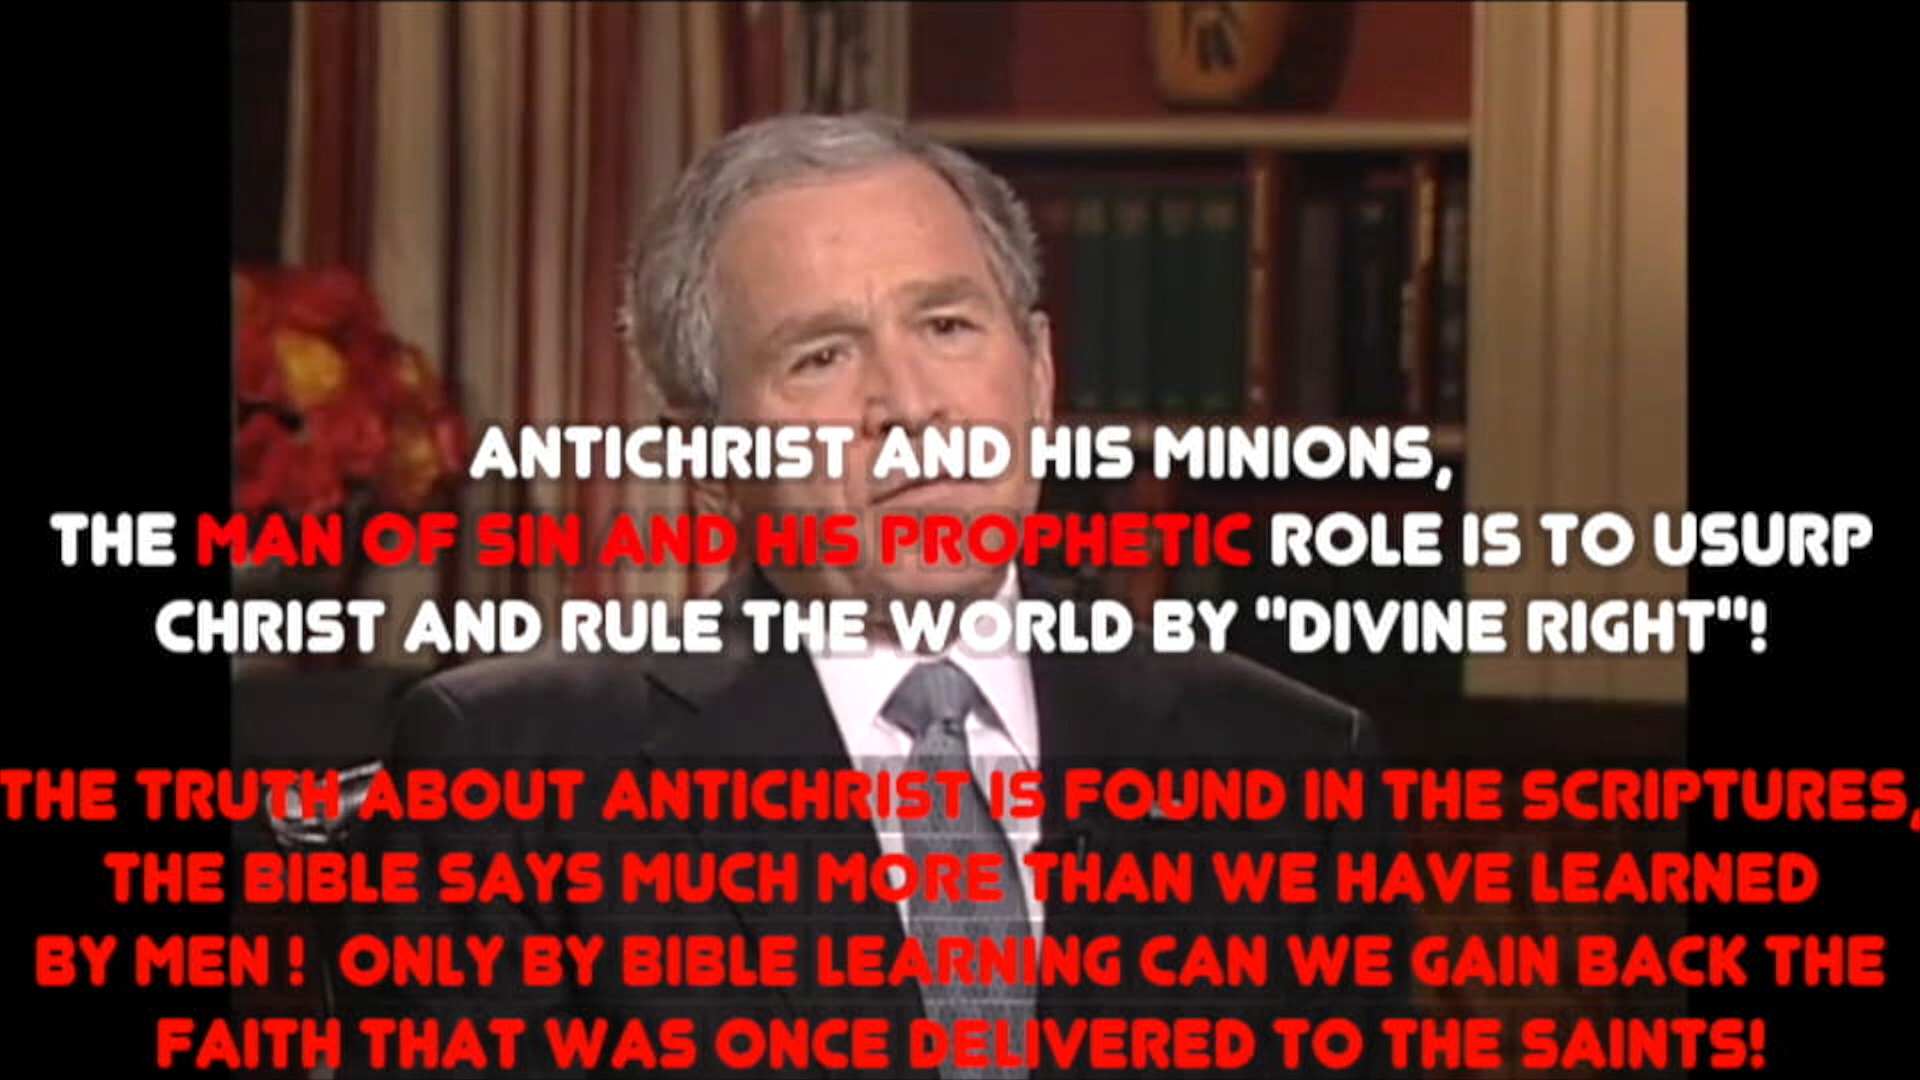 ANTICHRIST AND HIS MINIONS,
THE MAN OF SIN AND HIS PROPHETIC ROLE IS TO USURP
CHRIST AND RULE THE WORLD BY "DIVINE RIGHT"!
THE TRUTH ABOUT ANTICHRIST IS FOUND IN THE SCRIPTURES,
THE BIBLE SAYS MUCH MORE THAN WE HAVE LEARNED
BY MEN ! ONLY BY BIBLE LEARNING CAN WE GAIN BACK THE
FAITH THAT WAS ONCE DELIVERED TO THE SAINTS!